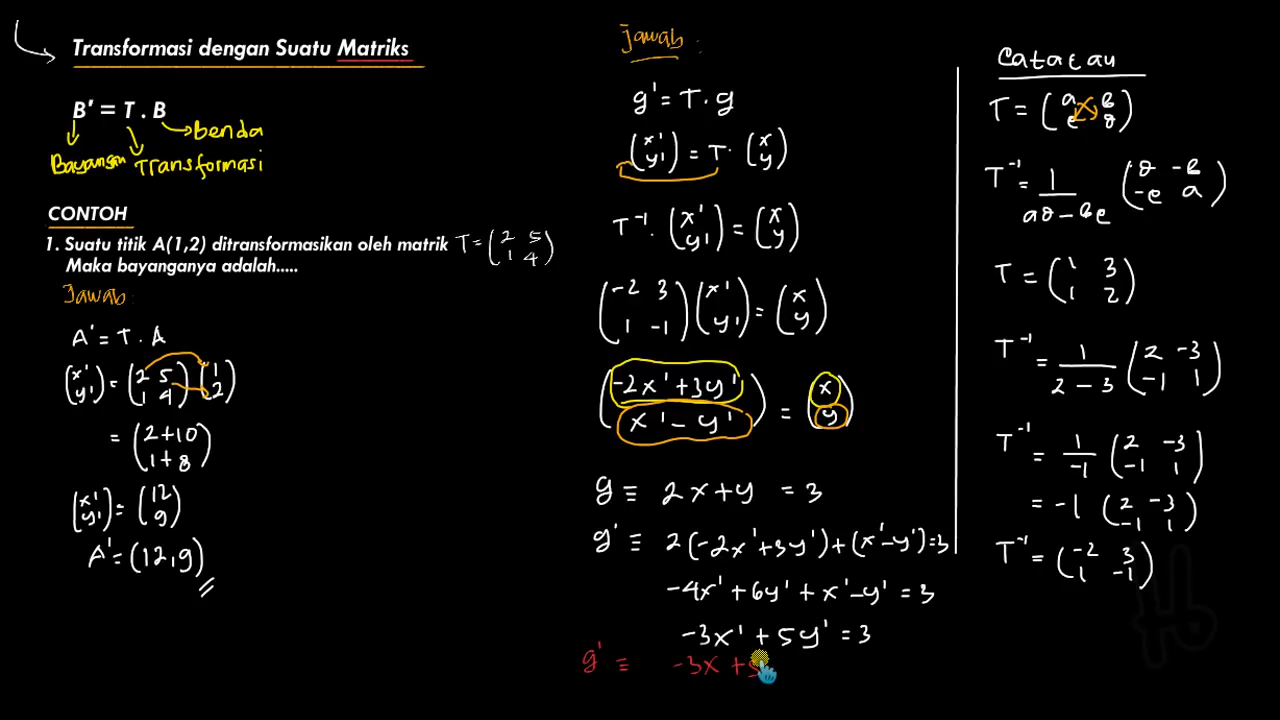 Transformasi dengan Suatu Matriks
B' = T . B
benda
Bayangan Transformasi
CONTOH
1. Suatu titik A(1,2) ditransformasikan oleh matrik T = (2 5 / 1 4)
Maka bayanganya adalah.....
Jawab :
A' = T . A
(x' / y') = (2 5 / 1 4) (1 / 2)
= (2+10 / 1+8)
(x' / y') = (12 / 9)
A' = (12,9)
Jawab :
g' = T . g
(x' / y') = T . (x / y)
T⁻¹ . (x' / y') = (x / y)
(-2 3 / 1 -1) (x' / y') = (x / y)
(-2x' + 3y' / x' - y') = (x / y)
g ≡ 2x + y = 3
g' ≡ 2(-2x' + 3y') + (x' - y') = 3
-4x' + 6y' + x' - y' = 3
-3x' + 5y' = 3
g' ≡ -3x + 5
Catatan
T = (a b / c d)
T⁻¹ = 1 / (ad - bc) (d -b / -c a)
T = (1 3 / 1 2)
T⁻¹ = 1 / (2 - 3) (2 -3 / -1 1)
T⁻¹ = 1 / -1 (2 -3 / -1 1)
= -1 (2 -3 / -1 1)
T⁻¹ = (-2 3 / 1 -1)